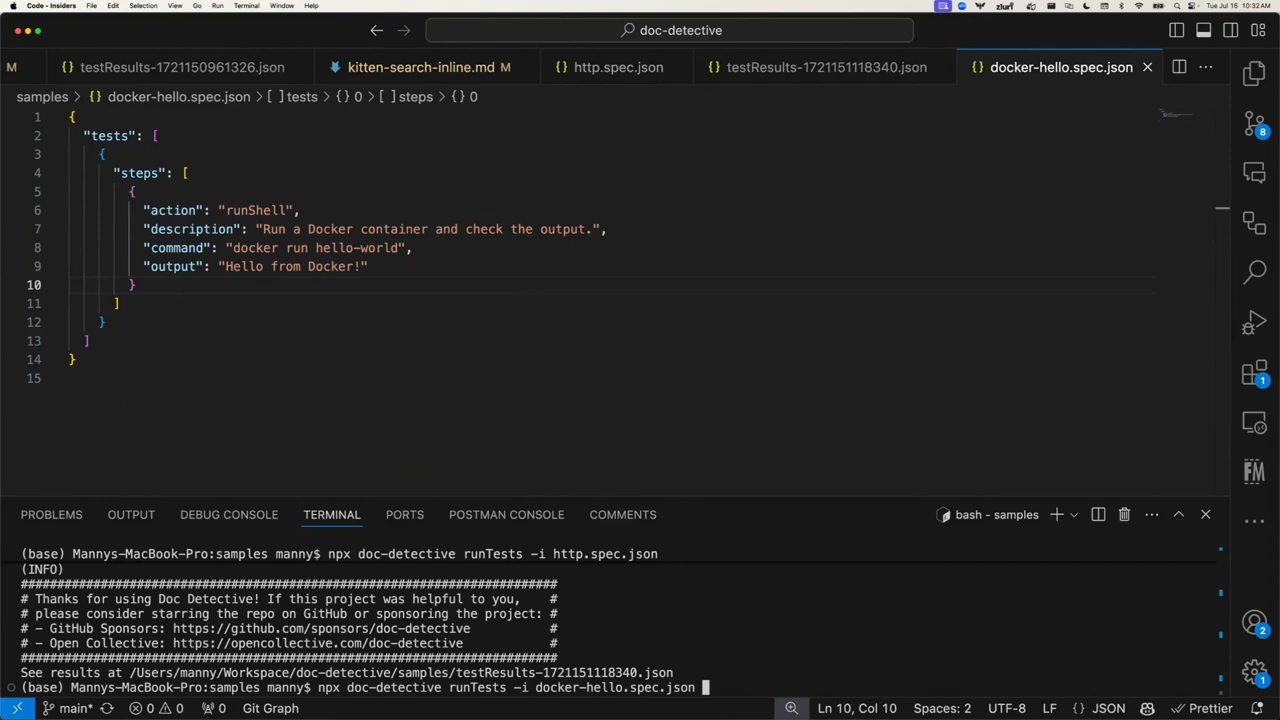 Code - Insiders File Edit Selection View Go Run Terminal Window Help
zluri Tue Jul 16 10:32 AM
doc-detective
M testResults-1721150961326.json kitten-search-inline.md M http.spec.json testResults-1721151118340.json docker-hello.spec.json
samples > {} docker-hello.spec.json > [ ] tests > {} 0 > [ ] steps > {} 0
1 {
2 "tests": [
3 {
4 "steps": [
5 {
6 "action": "runShell",
7 "description": "Run a Docker container and check the output.",
8 "command": "docker run hello-world",
9 "output": "Hello from Docker!"
10 }
11 ]
12 }
13 ]
14 }
15
8
1
FM
PROBLEMS OUTPUT DEBUG CONSOLE TERMINAL PORTS POSTMAN CONSOLE COMMENTS bash - samples
(base) Mannys-MacBook-Pro:samples manny$ npx doc-detective runTests -i http.spec.json
(INFO)
##########################################################################
# Thanks for using Doc Detective! If this project was helpful to you, #
# please consider starring the repo on GitHub or sponsoring the project: #
# - GitHub Sponsors: https://github.com/sponsors/doc-detective #
# - Open Collective: https://opencollective.com/doc-detective #
##########################################################################
See results at /Users/manny/Workspace/doc-detective/samples/testResults-1721151118340.json
(base) Mannys-MacBook-Pro:samples manny$ npx doc-detective runTests -i docker-hello.spec.json
2
1
main* 0 0 0 Git Graph Ln 10, Col 10 Spaces: 2 UTF-8 LF {} JSON Prettier